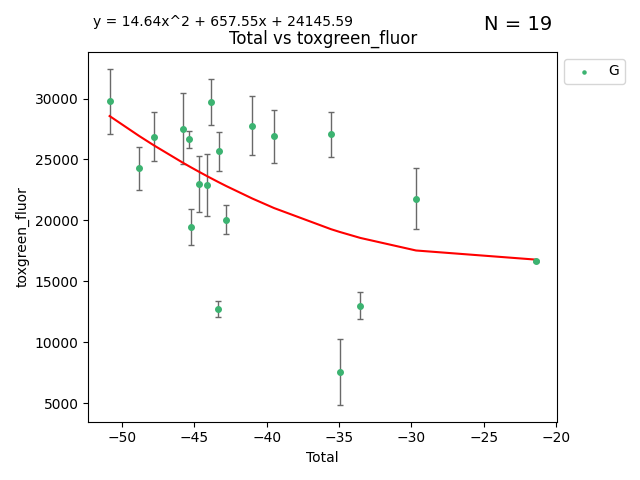 y = 14.64x^2 + 657.55x + 24145.59
N = 19
Total vs toxgreen_fluor
G
30000
25000
20000
15000
10000
5000
toxgreen_fluor
−50
−45
−40
−35
−30
−25
−20
Total